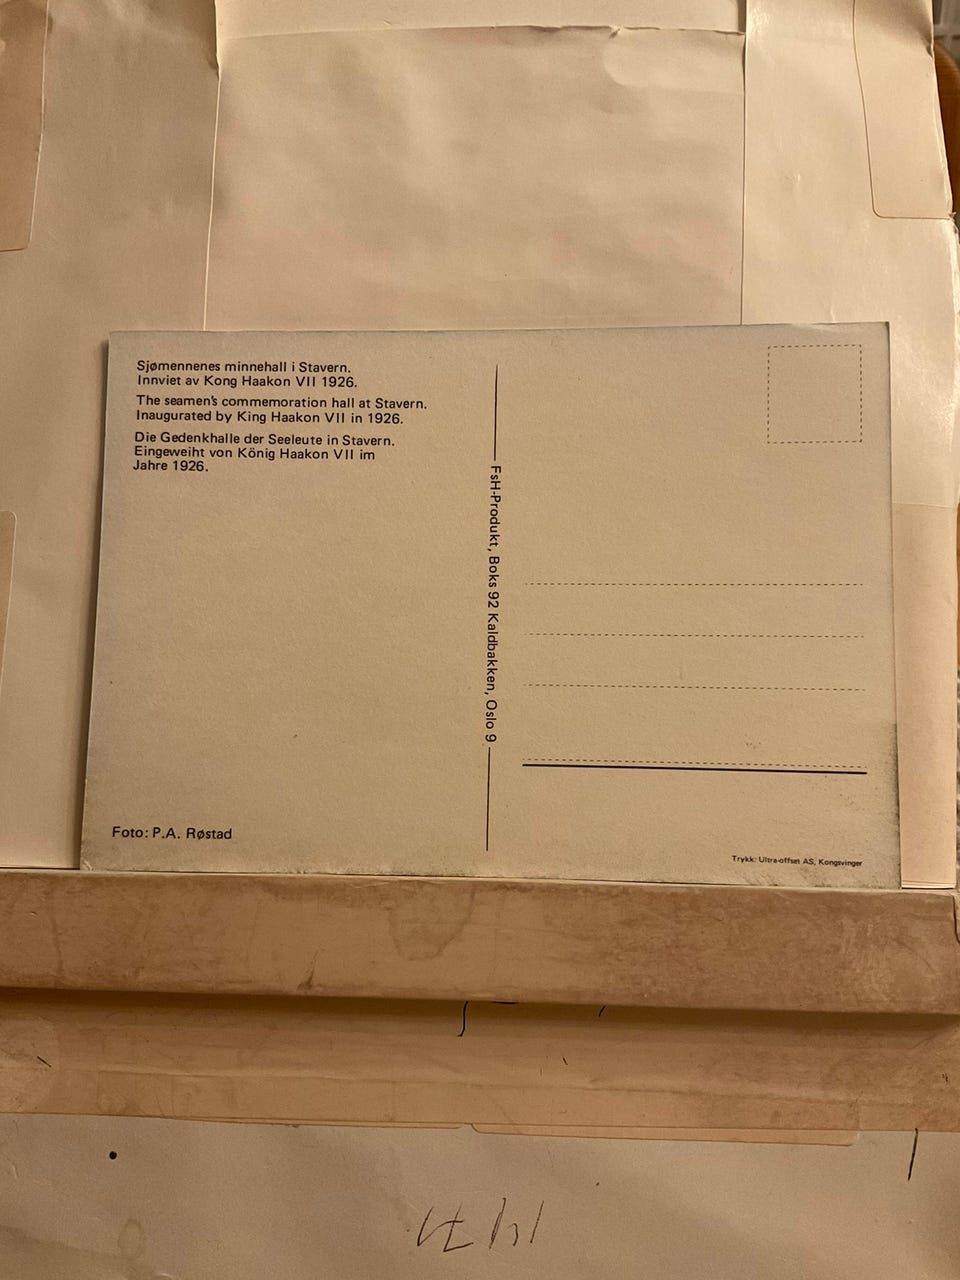 Sjømennenes minnehall i Stavern.
Innviet av Kong Haakon VII 1926.
The seamen's commemoration hall at Stavern.
Inaugurated by King Haakon VII in 1926.
Die Gedenkhalle der Seeleute in Stavern.
Eingeweiht von König Haakon VII im
Jahre 1926.
FsH-Produkt, Boks 92 Kaldbakken, Oslo 9
Foto: P.A. Røstad
Trykk: Ultra-offset AS, Kongsvinger